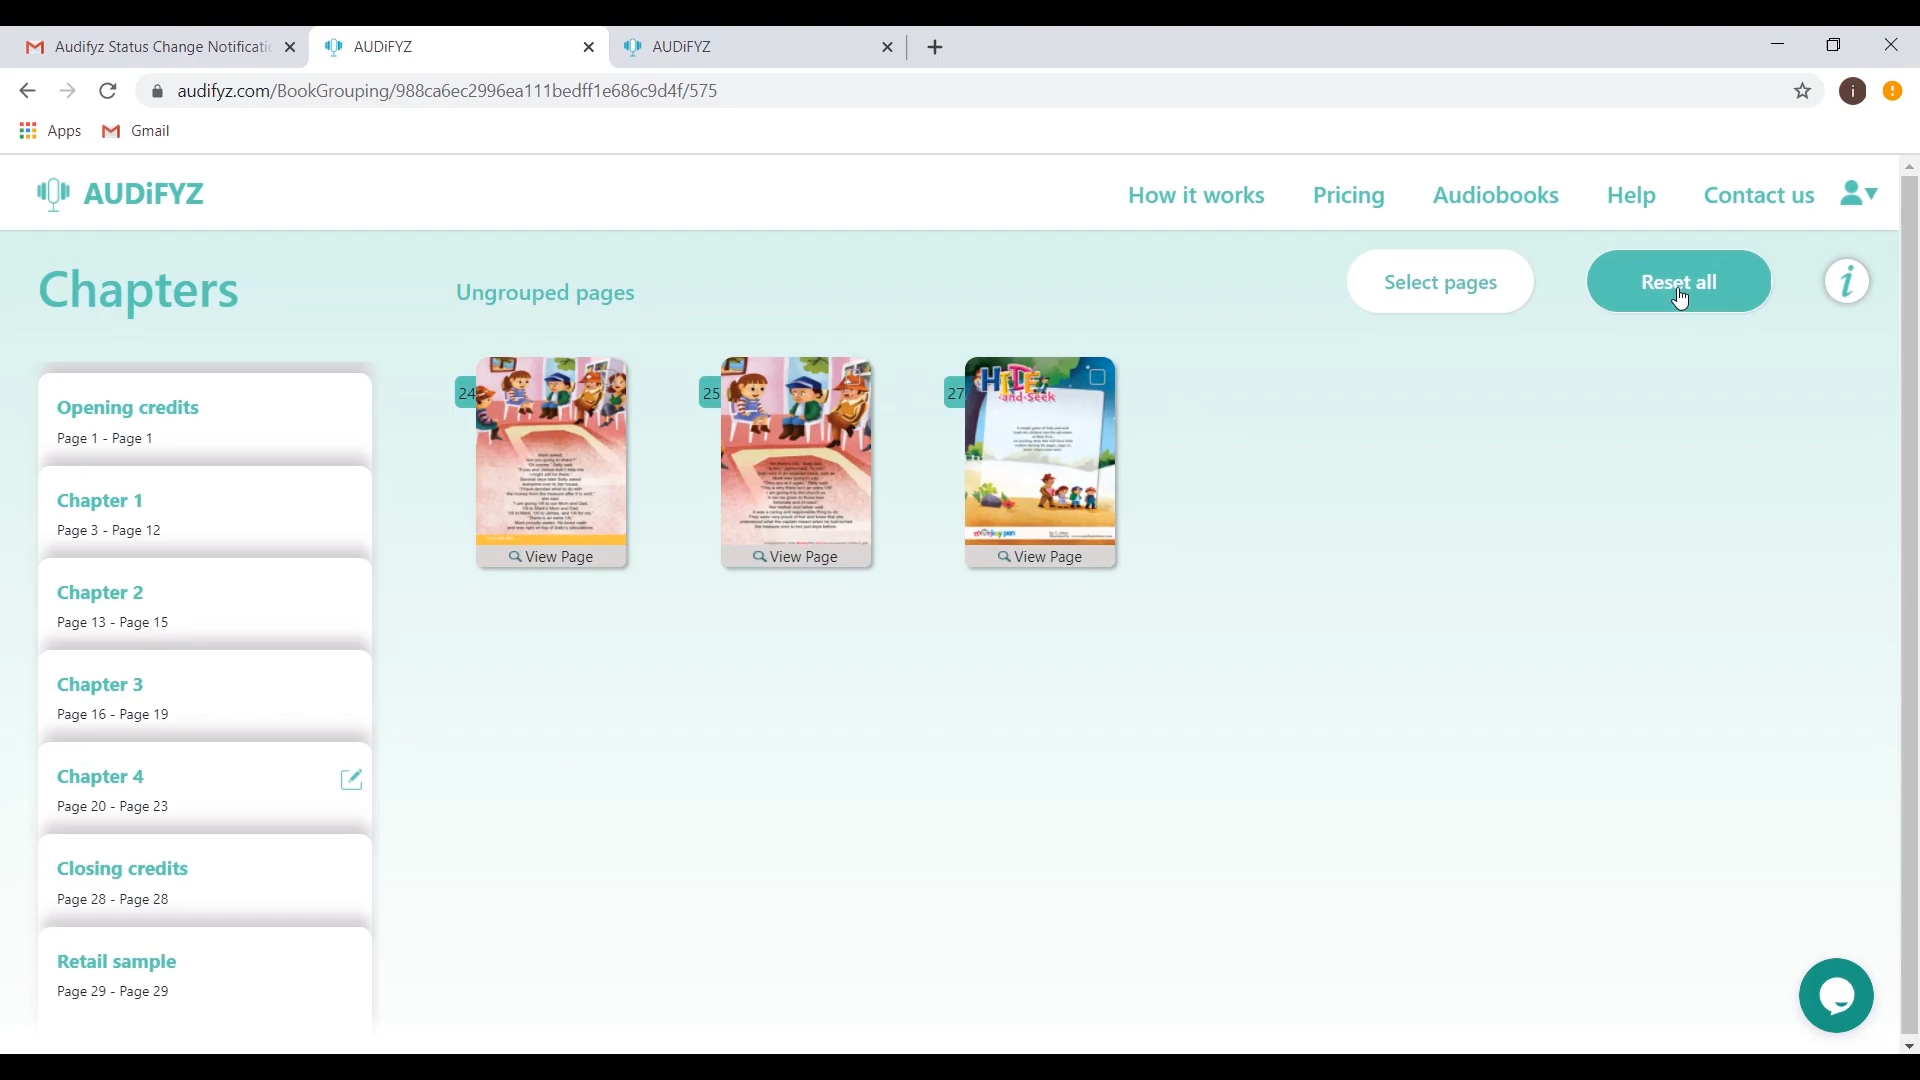 Audifyz Status Change Notificatic
AUDiFYZ
AUDiFYZ
audifyz.com/BookGrouping/988ca6ec2996ea111bedff1e686c9d4f/575
i
Apps
Gmail
AUDiFYZ
How it works
Pricing
Audiobooks
Help
Contact us
Chapters
Ungrouped pages
Select pages
Reset all
i
Opening credits
Page 1 - Page 1
Chapter 1
Page 3 - Page 12
Chapter 2
Page 13 - Page 15
Chapter 3
Page 16 - Page 19
Chapter 4
Page 20 - Page 23
Closing credits
Page 28 - Page 28
Retail sample
Page 29 - Page 29
24
View Page
25
View Page
27
HIDE
-and-Seek
View Page